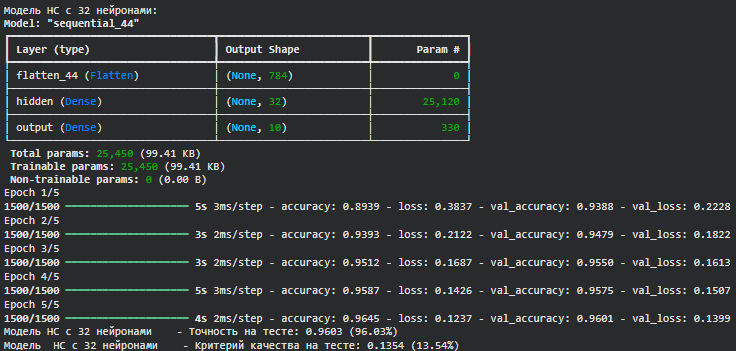 Модель НС с 32 нейронами:
Model: "sequential_44"
Layer (type) Output Shape Param #
flatten_44 (Flatten) (None, 784) 0
hidden (Dense) (None, 32) 25,120
output (Dense) (None, 10) 330
Total params: 25,450 (99.41 KB)
Trainable params: 25,450 (99.41 KB)
Non-trainable params: 0 (0.00 B)
Epoch 1/5
1500/1500 ━━━━━━━━━━━━━━━━━━━━ 5s 3ms/step - accuracy: 0.8939 - loss: 0.3837 - val_accuracy: 0.9388 - val_loss: 0.2228
Epoch 2/5
1500/1500 ━━━━━━━━━━━━━━━━━━━━ 3s 2ms/step - accuracy: 0.9393 - loss: 0.2122 - val_accuracy: 0.9479 - val_loss: 0.1822
Epoch 3/5
1500/1500 ━━━━━━━━━━━━━━━━━━━━ 3s 2ms/step - accuracy: 0.9512 - loss: 0.1687 - val_accuracy: 0.9550 - val_loss: 0.1613
Epoch 4/5
1500/1500 ━━━━━━━━━━━━━━━━━━━━ 5s 3ms/step - accuracy: 0.9587 - loss: 0.1426 - val_accuracy: 0.9575 - val_loss: 0.1507
Epoch 5/5
1500/1500 ━━━━━━━━━━━━━━━━━━━━ 4s 2ms/step - accuracy: 0.9645 - loss: 0.1237 - val_accuracy: 0.9601 - val_loss: 0.1399
Модель НС с 32 нейронами - Точность на тесте: 0.9603 (96.03%)
Модель НС с 32 нейронами - Критерий качества на тесте: 0.1354 (13.54%)